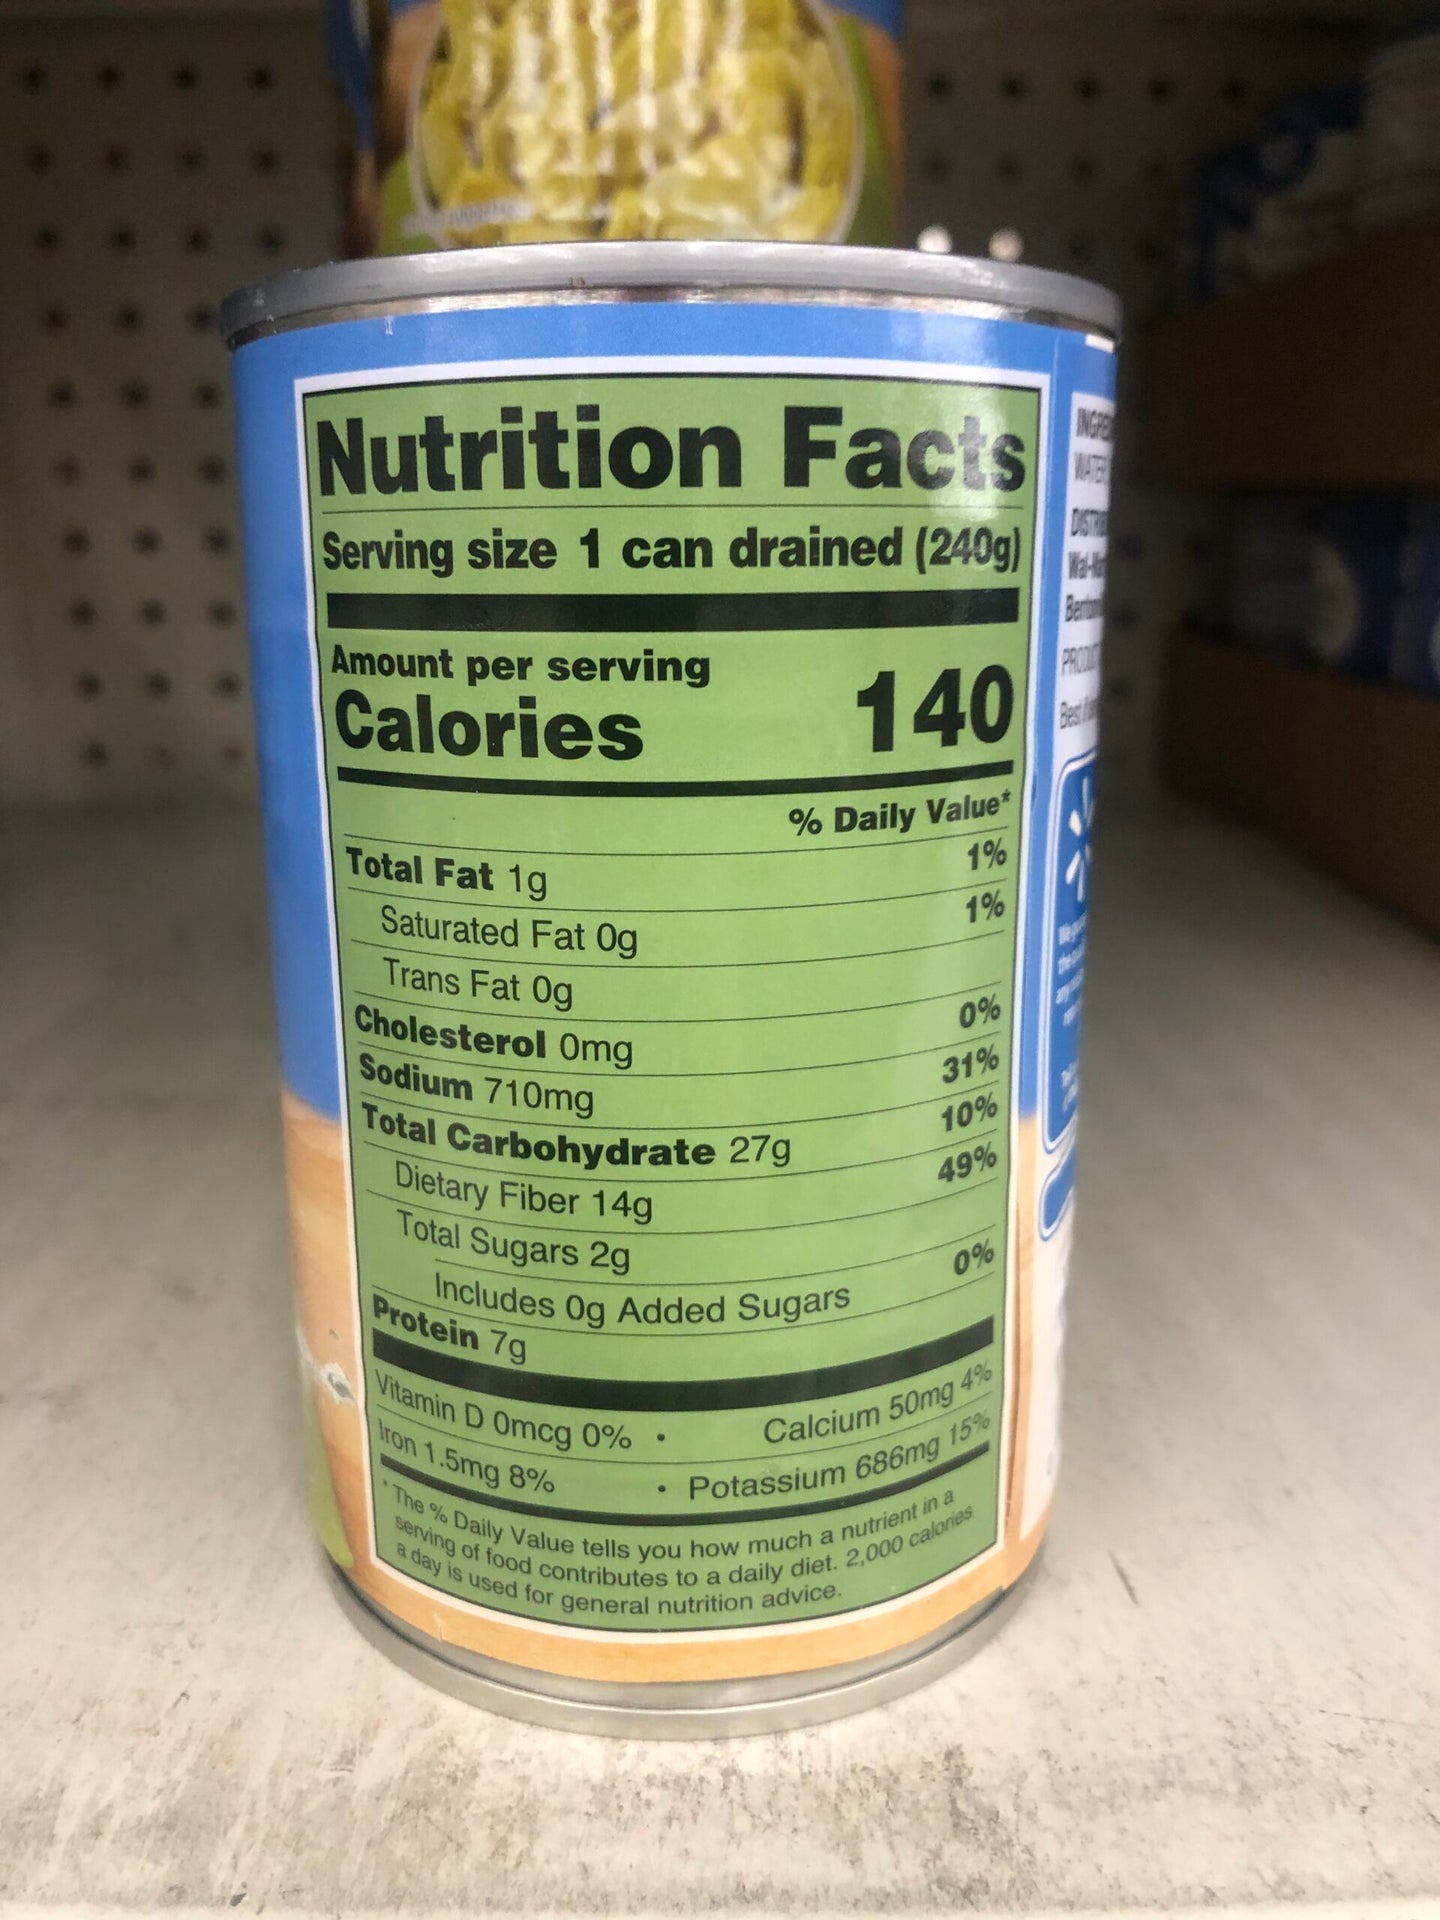 Nutrition Facts
Serving size 1 can drained (240g)
Amount per serving
Calories 140
% Daily Value*
Total Fat 1g 1%
Saturated Fat 0g 1%
Trans Fat 0g
Cholesterol 0mg 0%
Sodium 710mg 31%
Total Carbohydrate 27g 10%
Dietary Fiber 14g 49%
Total Sugars 2g
Includes 0g Added Sugars 0%
Protein 7g
Vitamin D 0mcg 0% • Calcium 50mg 4%
Iron 1.5mg 8% • Potassium 686mg 15%
* The % Daily Value tells you how much a nutrient in a
serving of food contributes to a daily diet. 2,000 calories
a day is used for general nutrition advice.